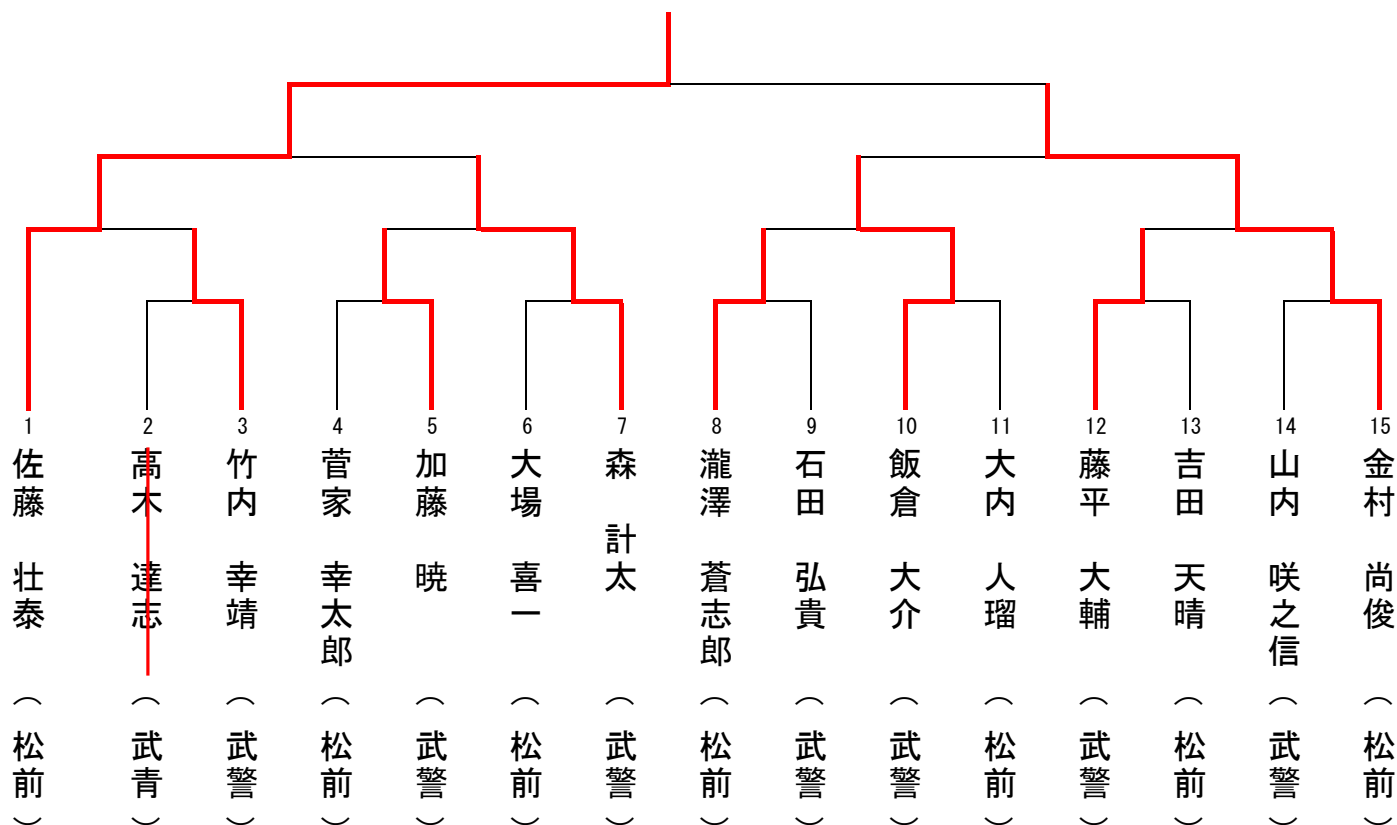 1
佐藤 壮泰
（松前）
2
高木 達志
（武青）
3
竹内 幸靖
（武警）
4
菅家 幸太郎
（松前）
5
加藤 暁
（武警）
6
大場 喜一
（松前）
7
森 計太
（武警）
8
瀧澤 蒼志郎
（松前）
9
石田 弘貴
（武警）
10
飯倉 大介
（武警）
11
大内 人瑠
（松前）
12
藤平 大輔
（武警）
13
吉田 天晴
（松前）
14
山内 咲之信
（武警）
15
金村 尚俊
（松前）